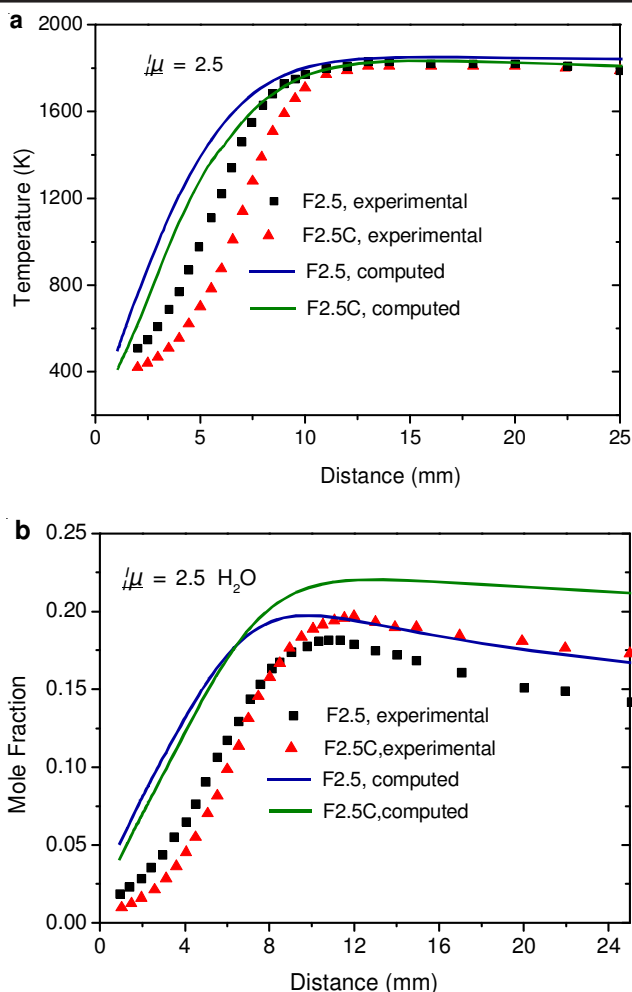 a
2000
1600
1200
800
400
Temperature (K)
= 2.5
F2.5, experimental
F2.5C, experimental
F2.5, computed
F2.5C, computed
0
5
10
15
20
25
Distance (mm)
b
0.25
0.20
0.15
0.10
0.05
0.00
Mole Fraction
= 2.5 H₂O
F2.5, experimental
F2.5C,experimental
F2.5, computed
F2.5C,computed
0
4
8
12
16
20
24
Distance (mm)